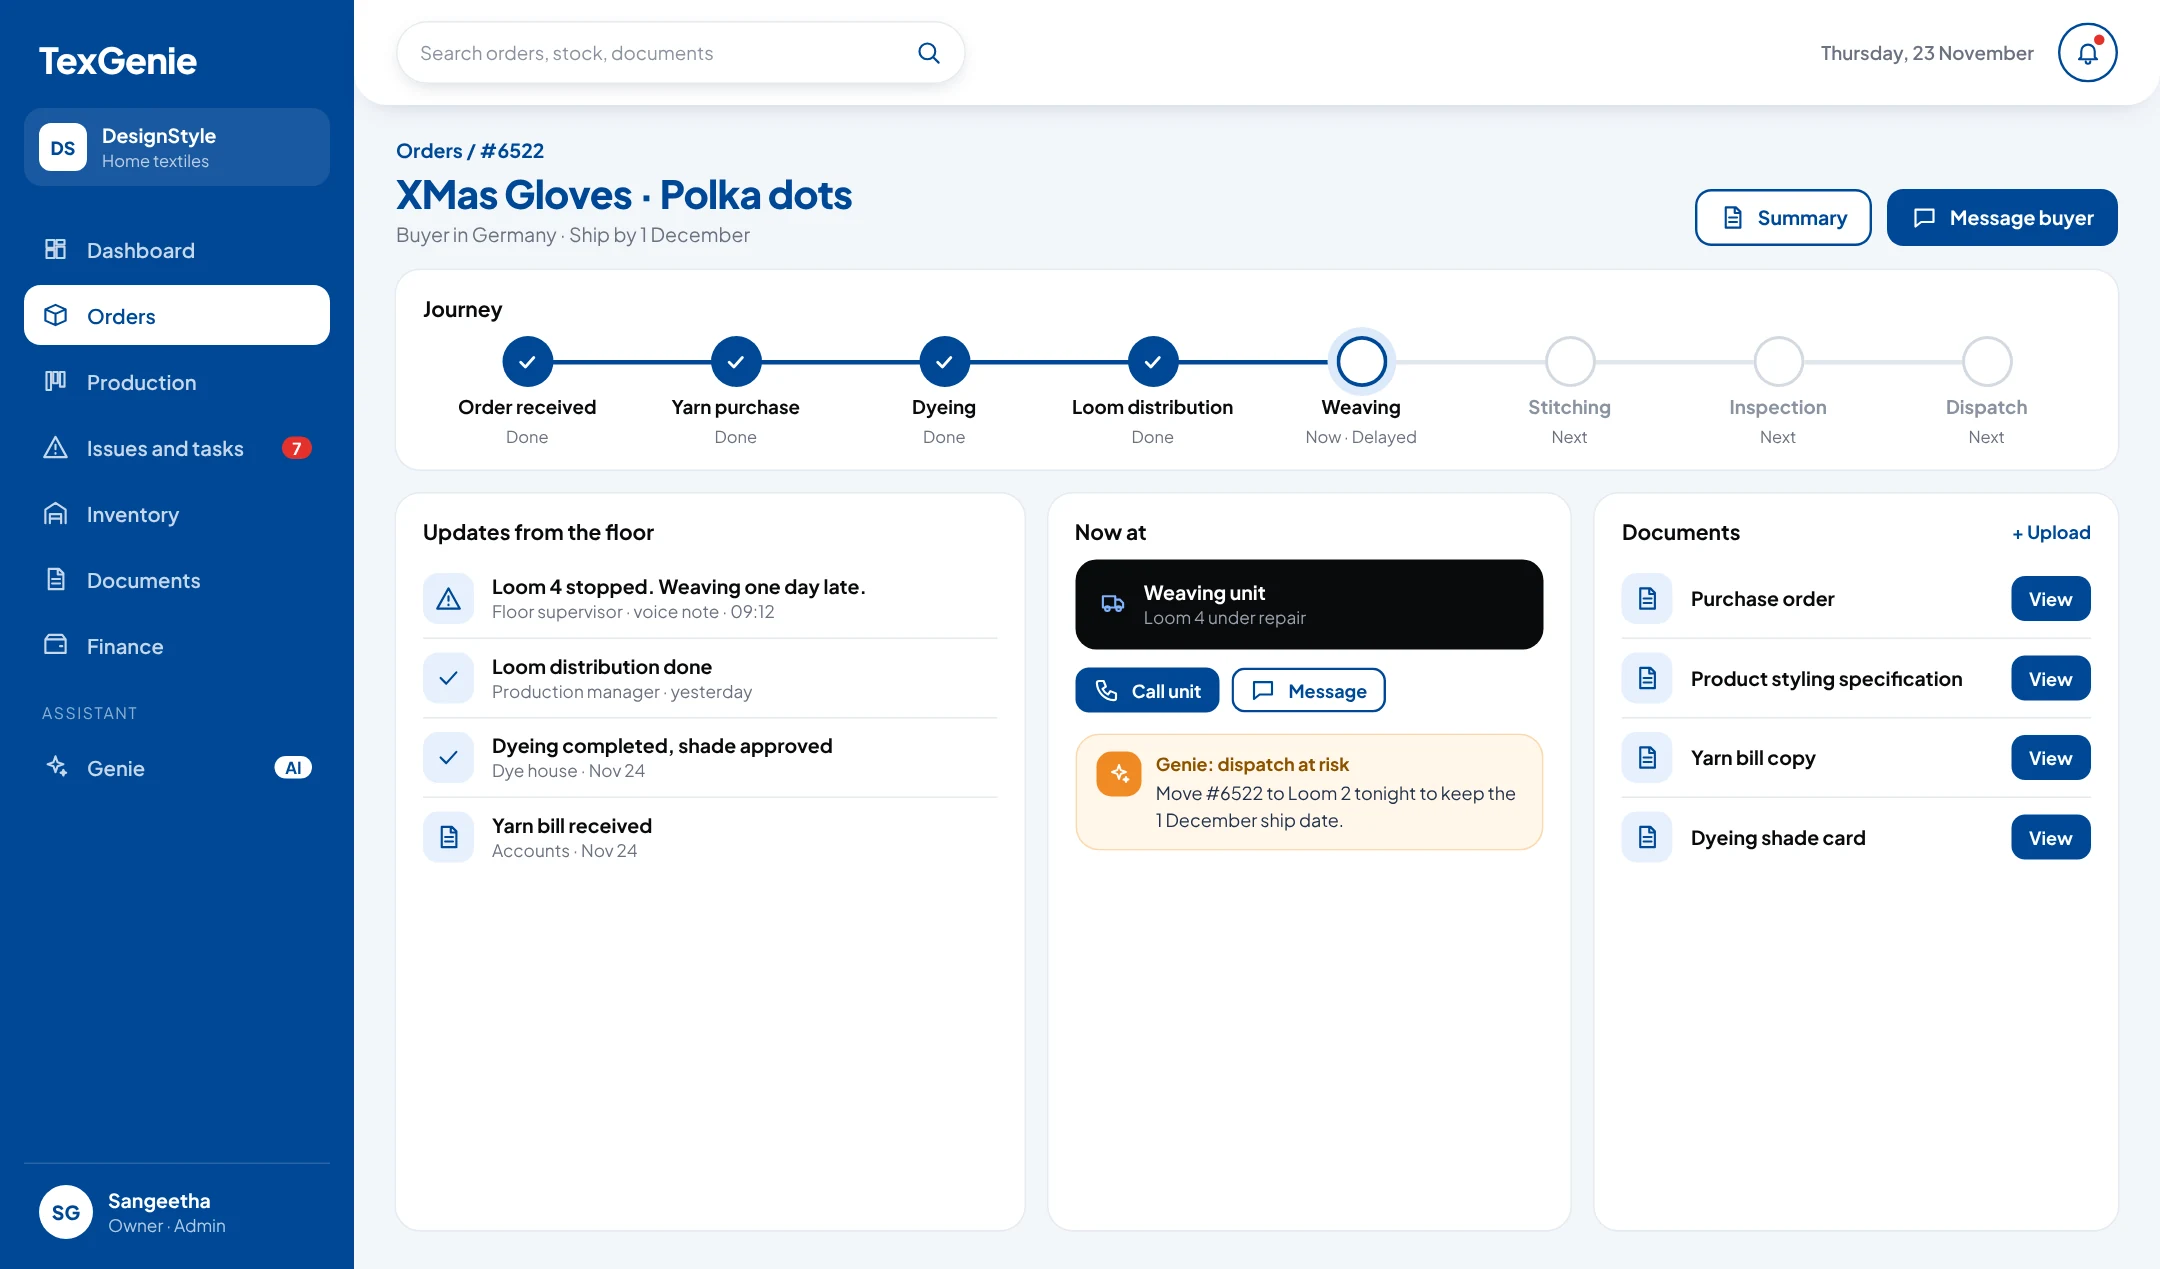 TexGenie
DS
DesignStyle
Home textiles
Dashboard
Orders
Production
Issues and tasks 7
Inventory
Documents
Finance
ASSISTANT
Genie AI
SG
Sangeetha
Owner · Admin
Search orders, stock, documents
Thursday, 23 November
Orders / #6522
XMas Gloves · Polka dots
Buyer in Germany · Ship by 1 December
Summary
Message buyer
Journey
Order received
Done
Yarn purchase
Done
Dyeing
Done
Loom distribution
Done
Weaving
Now · Delayed
Stitching
Next
Inspection
Next
Dispatch
Next
Updates from the floor
Loom 4 stopped. Weaving one day late.
Floor supervisor · voice note · 09:12
Loom distribution done
Production manager · yesterday
Dyeing completed, shade approved
Dye house · Nov 24
Yarn bill received
Accounts · Nov 24
Now at
Weaving unit
Loom 4 under repair
Call unit
Message
Genie: dispatch at risk
Move #6522 to Loom 2 tonight to keep the
1 December ship date.
Documents
+ Upload
Purchase order
View
Product styling specification
View
Yarn bill copy
View
Dyeing shade card
View